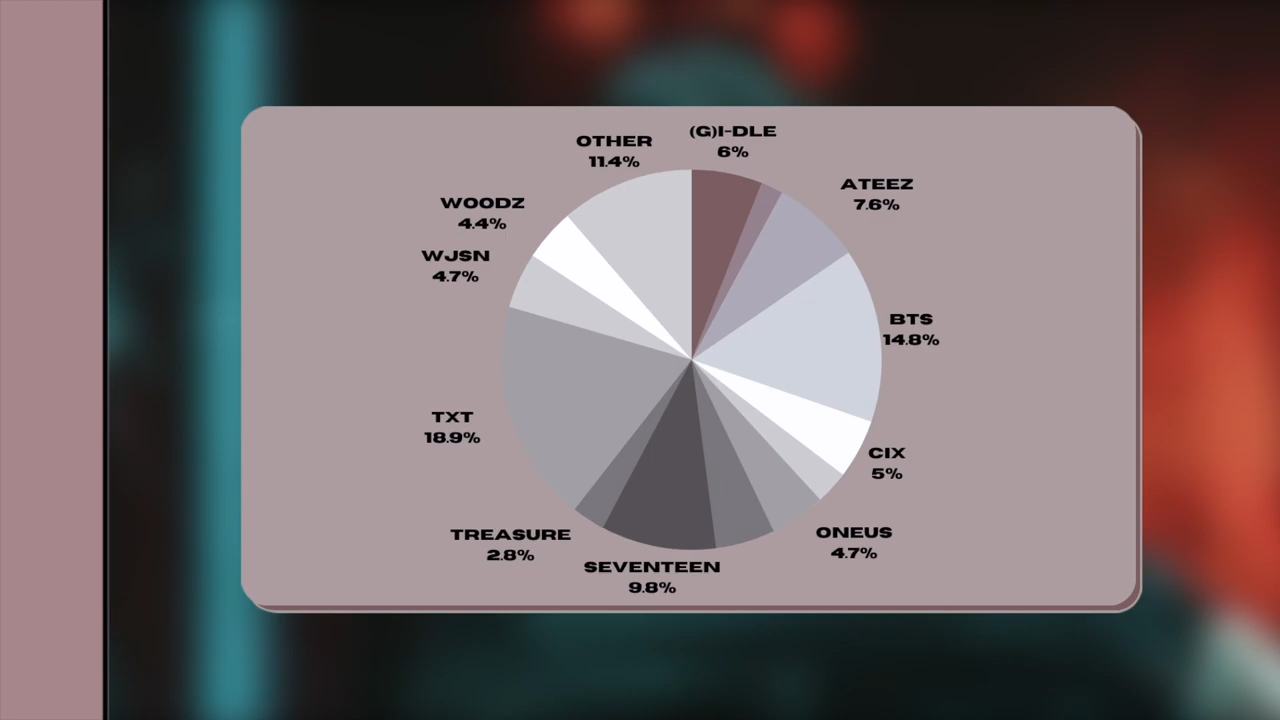 (G)I-DLE
6%
ATEEZ
7.6%
BTS
14.8%
CIX
5%
ONEUS
4.7%
SEVENTEEN
9.8%
TREASURE
2.8%
TXT
18.9%
WJSN
4.7%
WOODZ
4.4%
OTHER
11.4%